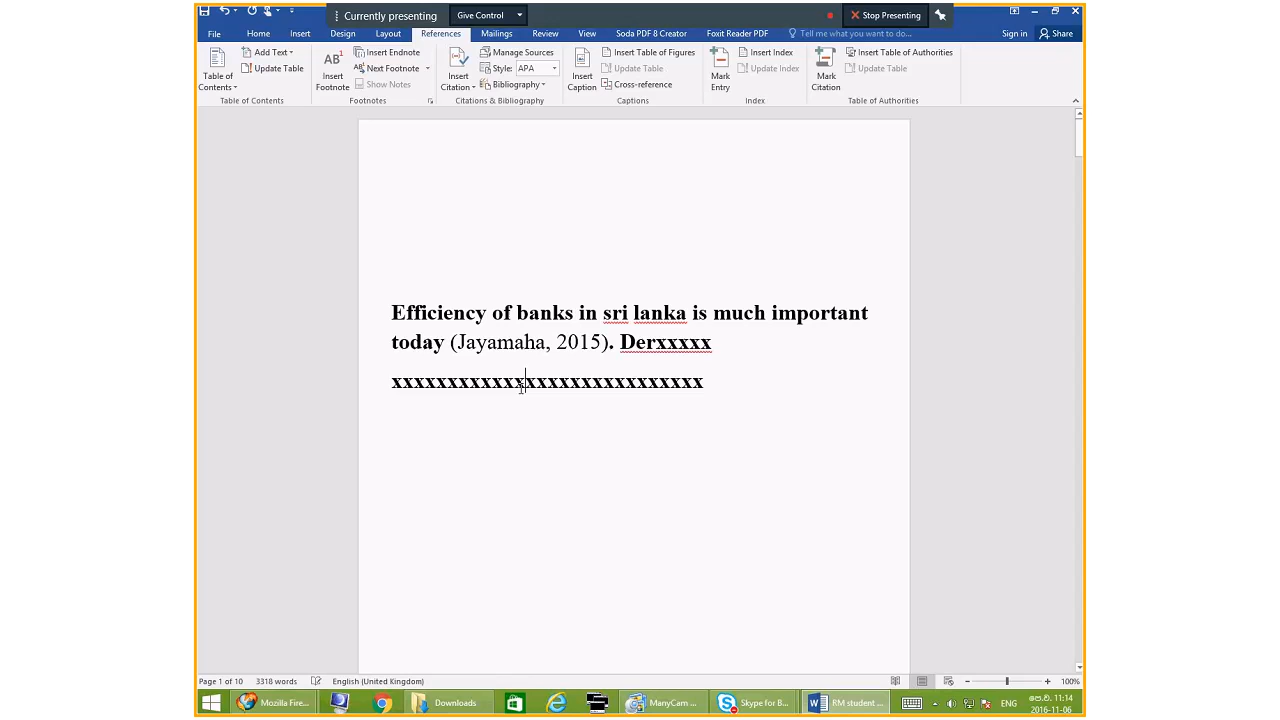 Currently presenting Give Control Stop Presenting
File Home Insert Design Layout References Mailings Review View Soda PDF 8 Creator Foxit Reader PDF Tell me what you want to do... Sign in Share
Table of Contents
Add Text
Update Table
Table of Contents
AB1 Insert Footnote
Insert Endnote
Next Footnote
Show Notes
Footnotes
Insert Citation
Manage Sources
Style: APA
Bibliography
Citations & Bibliography
Insert Caption
Insert Table of Figures
Update Table
Cross-reference
Captions
Mark Entry
Insert Index
Update Index
Index
Mark Citation
Insert Table of Authorities
Update Table
Table of Authorities
Efficiency of banks in sri lanka is much important
today (Jayamaha, 2015). Derxxxxx
xxxxxxxxxxxxxxxxxxxxxxxxxxxx
Page 1 of 10 3318 words English (United Kingdom) 100%
Mozilla Fire... Downloads ManyCam ... Skype for B... RM student ... ENG 11:14
2016-11-06